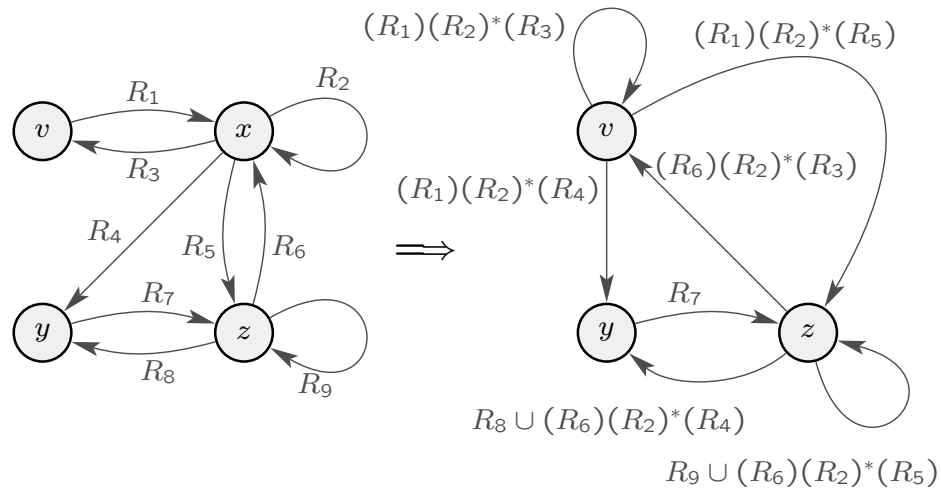 (R₁)(R₂)*(R₃)
(R₁)(R₂)*(R₅)
R₂
R₁
v
x
v
R₃
(R₁)(R₂)*(R₄)
(R₆)(R₂)*(R₃)
R₄
R₅
R₆
⟹
R₇
R₇
y
z
y
z
R₈
R₉
R₈ ∪ (R₆)(R₂)*(R₄)
R₉ ∪ (R₆)(R₂)*(R₅)